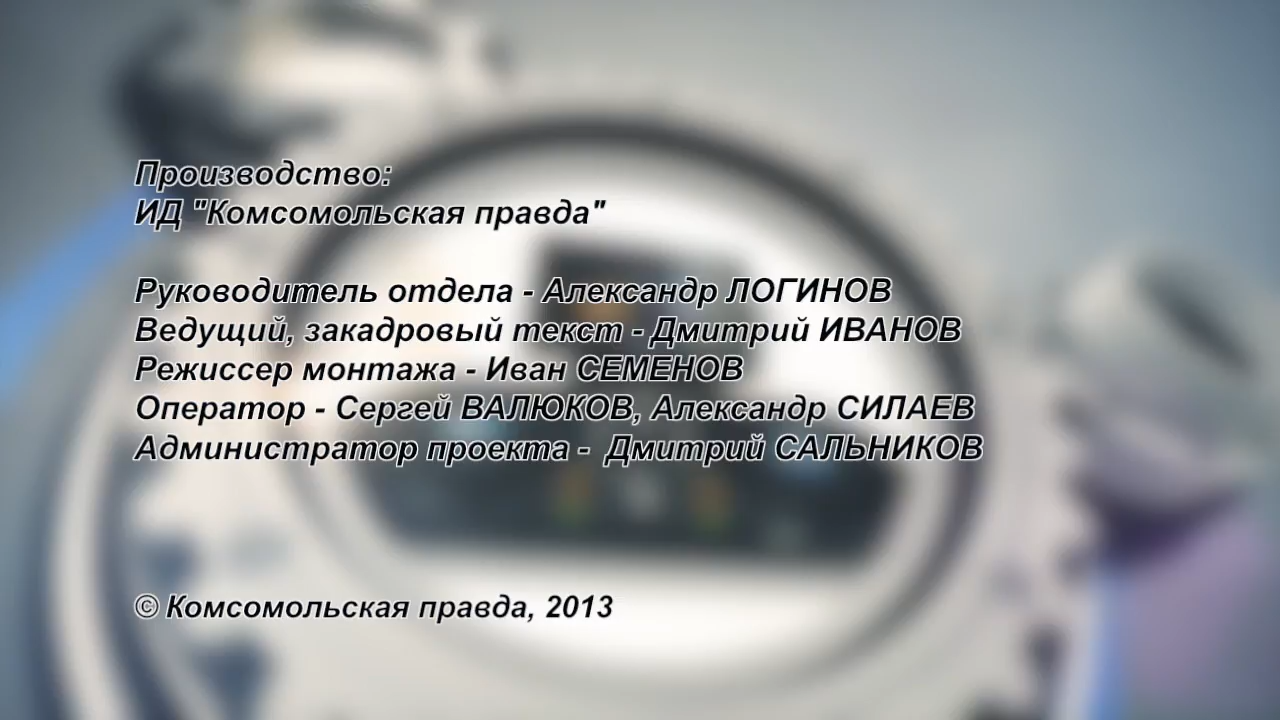 Производство:
ИД "Комсомольская правда"
Руководитель отдела - Александр ЛОГИНОВ
Ведущий, закадровый текст - Дмитрий ИВАНОВ
Режиссер монтажа - Иван СЕМЕНОВ
Оператор - Сергей ВАЛЮКОВ, Александр СИЛАЕВ
Администратор проекта - Дмитрий САЛЬНИКОВ
© Комсомольская правда, 2013